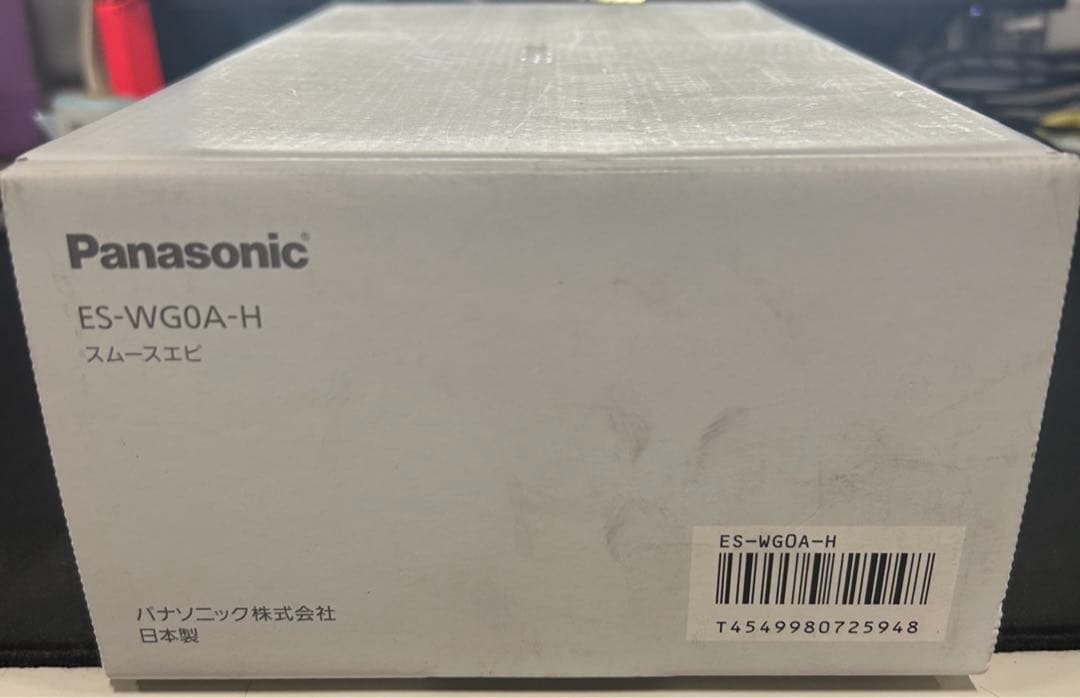 Panasonic
ES-WG0A-H
スムースエピ
パナソニック株式会社
日本製
ES-WG0A-H
T4549980725948